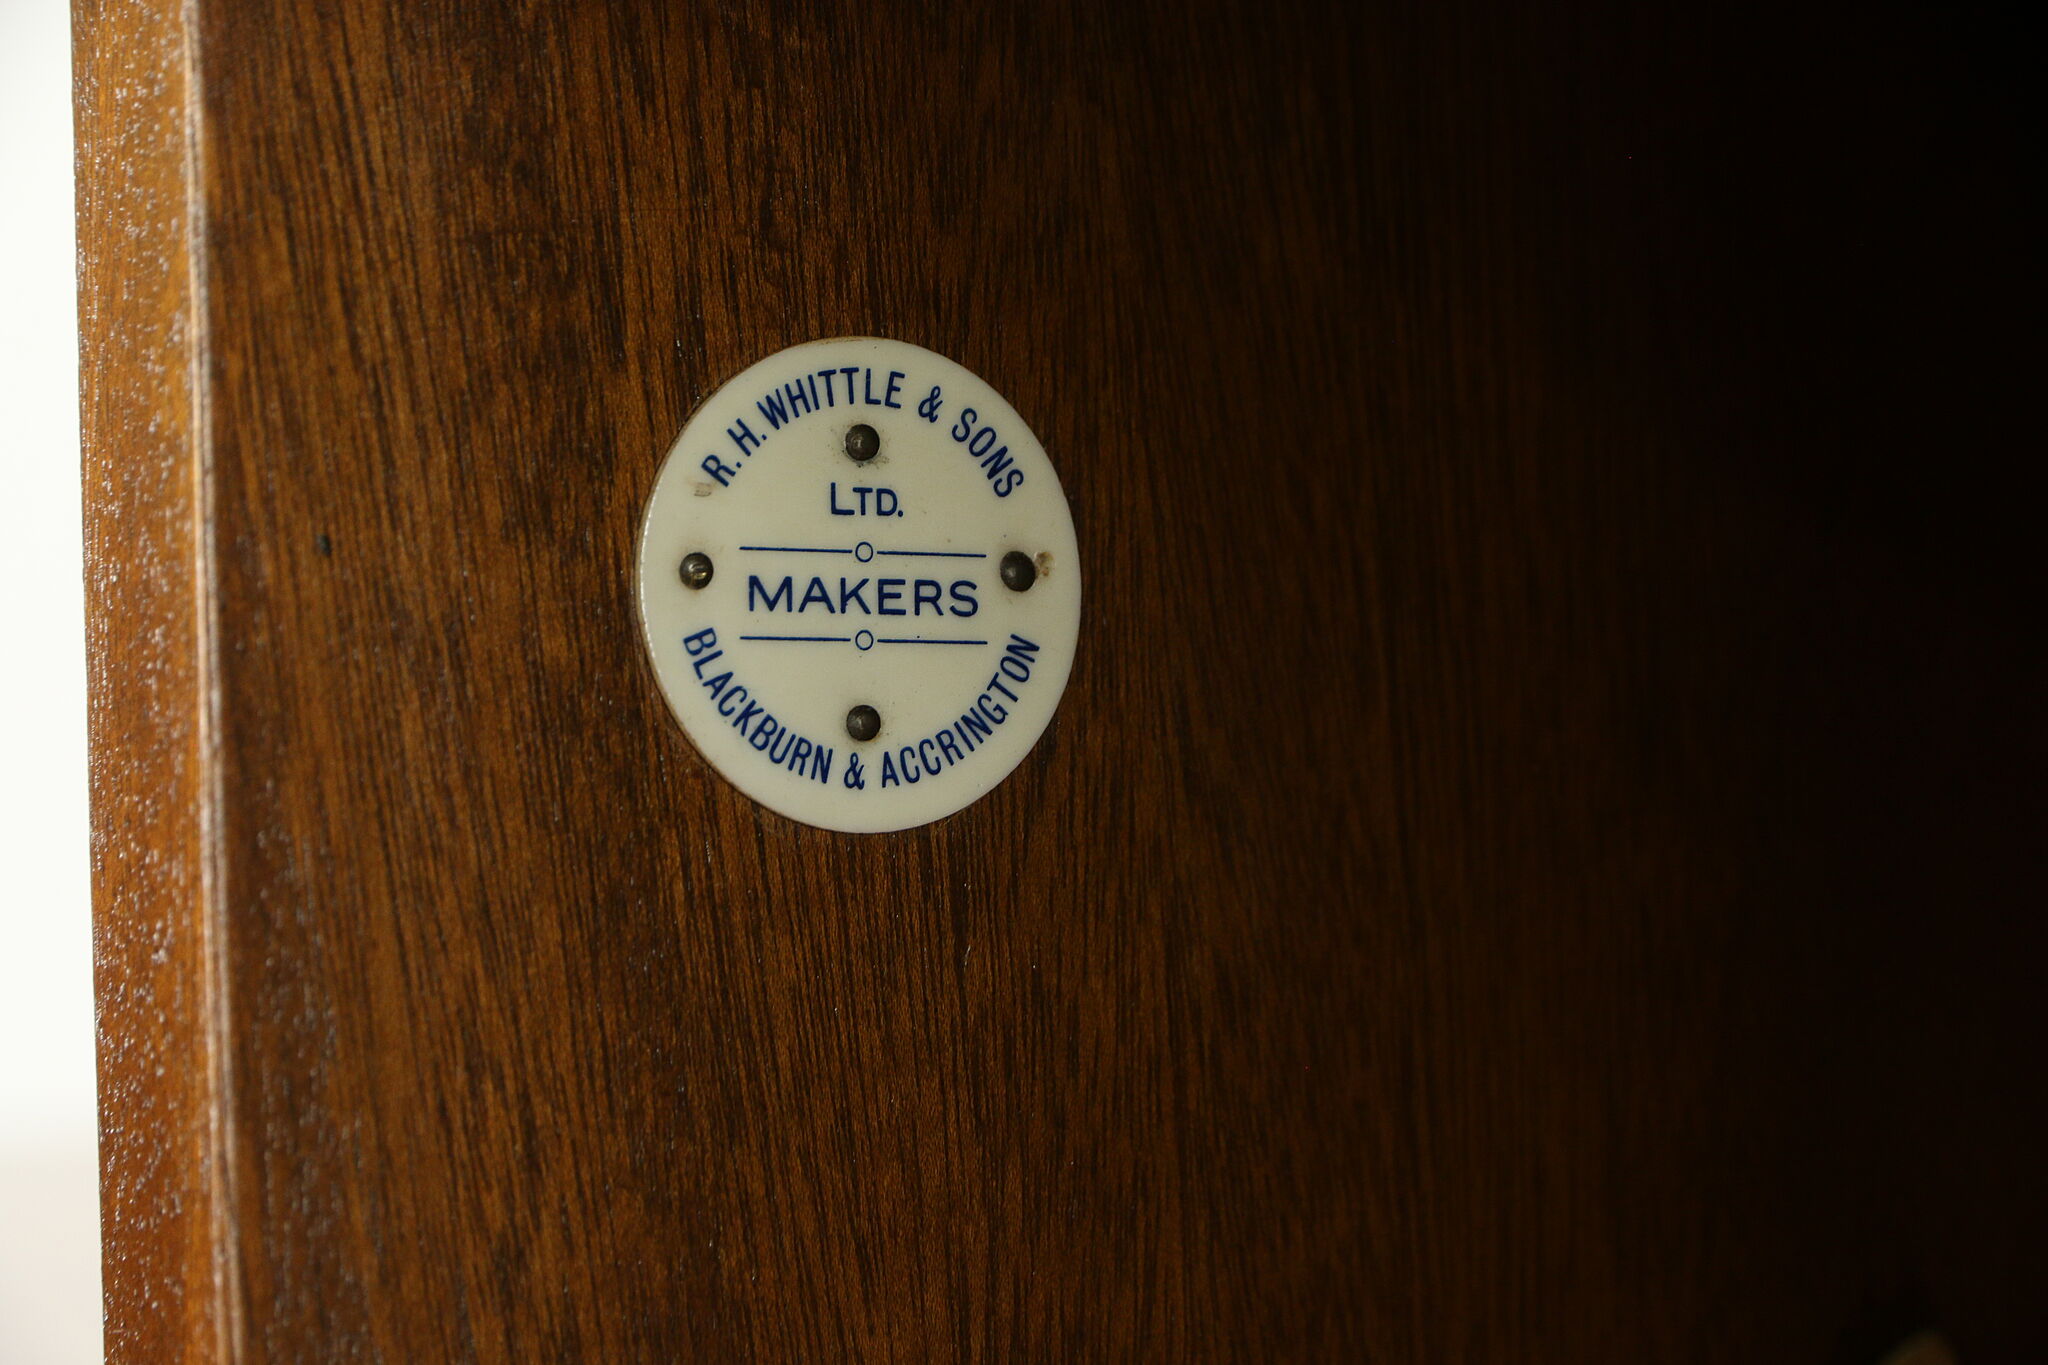 R. H. WHITTLE & SONS
LTD.
MAKERS
BLACKBURN & ACCRINGTON